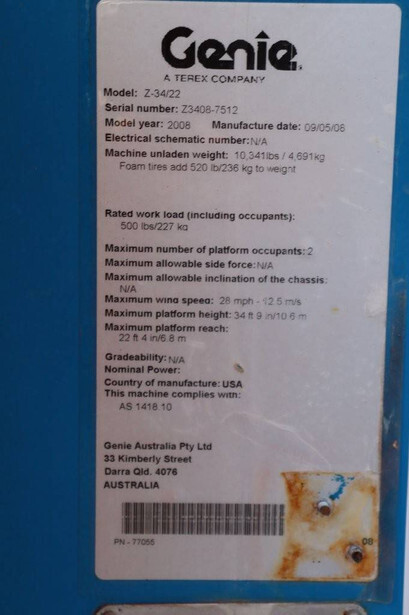 Genie
A TEREX COMPANY
Model: Z-34/22
Serial number: Z3408-7512
Model year: 2008 Manufacture date: 09/05/06
Electrical schematic number: N/A
Machine unladen weight: 10,341lbs / 4,691kg
Foam tires add 520 lb/236 kg to weight
Rated work load (including occupants):
500 lbs/227 kg
Maximum number of platform occupants: 2
Maximum allowable side force: N/A
Maximum allowable inclination of the chassis:
N/A
Maximum wind speed: 28 mph - 12.5 m/s
Maximum platform height: 34 ft 9 in/10.6 m
Maximum platform reach:
22 ft 4 in/6.8 m
Gradeability: N/A
Nominal Power:
Country of manufacture: USA
This machine complies with:
AS 1418.10
Genie Australia Pty Ltd
33 Kimberly Street
Darra Qld. 4076
AUSTRALIA
PN - 77055
08